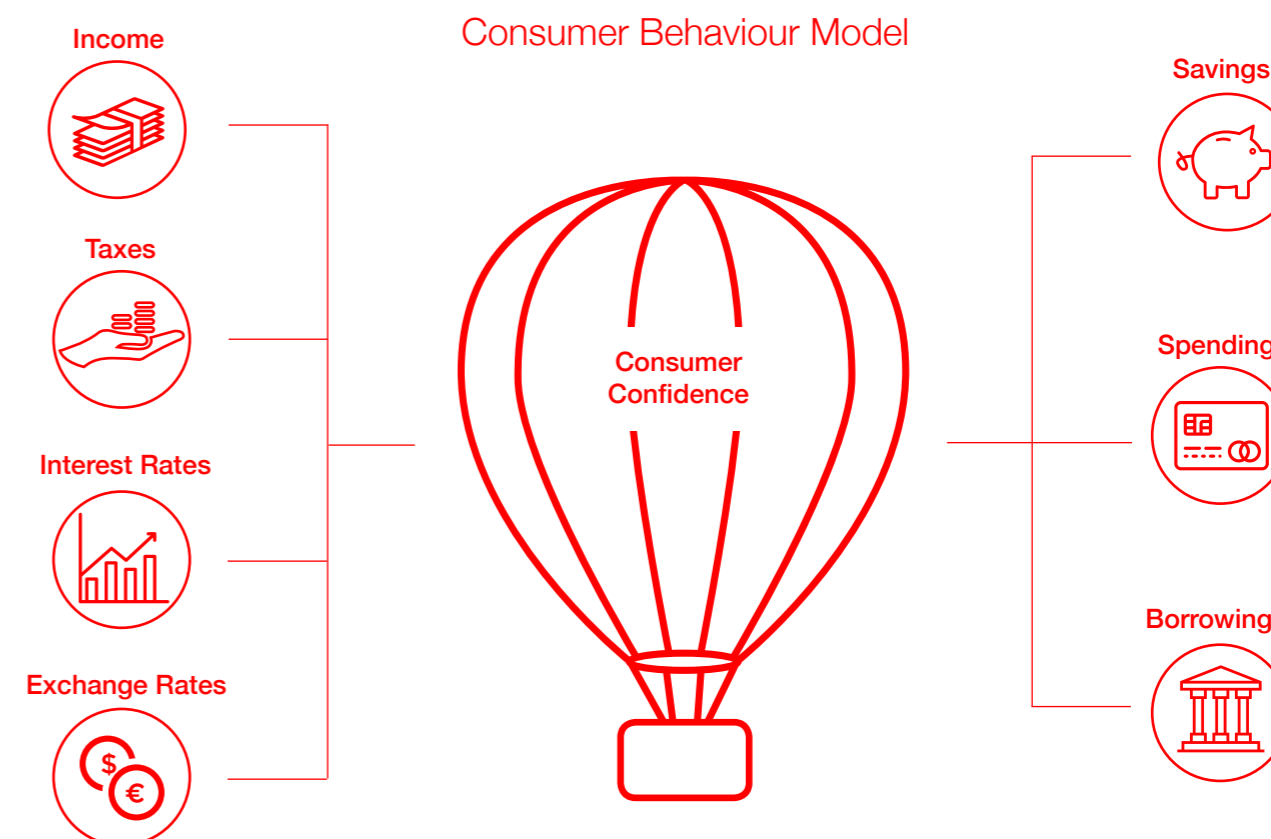 Consumer Behaviour Model
Income
Taxes
Interest Rates
Exchange Rates
$
€
Consumer
Confidence
Savings
Spending
Borrowing